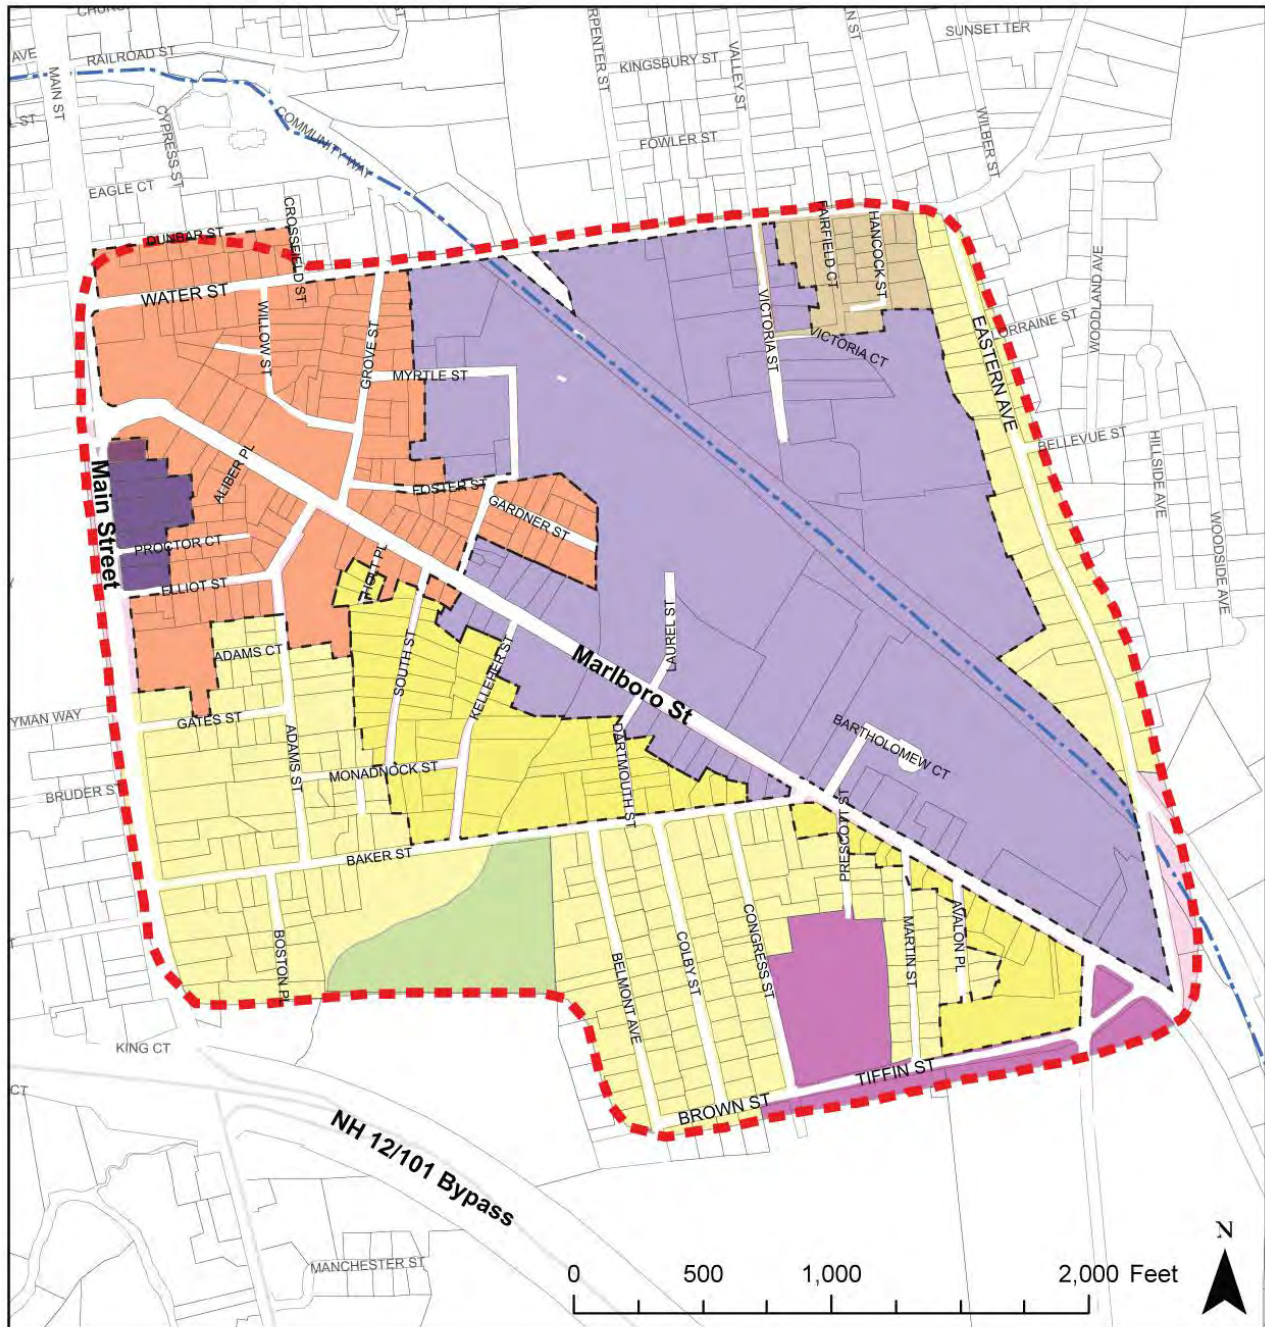 AVE
RAILROAD ST
MAIN ST
CYPRESS ST
COMMUNITY WAY
EAGLE CT
KINGSBURY ST
VALLEY ST
FOWLER ST
SUNSET TER
WILBER ST
DUNBAR ST
CROSSFIELD ST
WATER ST
WILLOW ST
GROVE ST
MYRTLE ST
FAIRFIELD CT
HANCOCK ST
VICTORIA ST
VICTORIA CT
EASTERN AVE
WOODLAND AVE
BELLEVUE ST
HILLSIDE AVE
WOODSIDE AVE
Main Street
ALIBER PL
FOSTER ST
GARDNER ST
PROCTOR CT
ELLIOT ST
ADAMS CT
GATES ST
ADAMS ST
SOUTH ST
KELLEHER ST
LAUREL ST
Marlboro St
DARTMOUTH ST
BARTHOLOMEW CT
MONADNOCK ST
BRUDER ST
BAKER ST
BOSTON PL
PRESCOTT ST
BELMONT AVE
COLBY ST
CONGRESS ST
MARTIN ST
AVALON PL
TIFFIN ST
BROWN ST
KING CT
CT
NH 12/101 Bypass
MANCHESTER ST
N
0 500 1,000 2,000 Feet